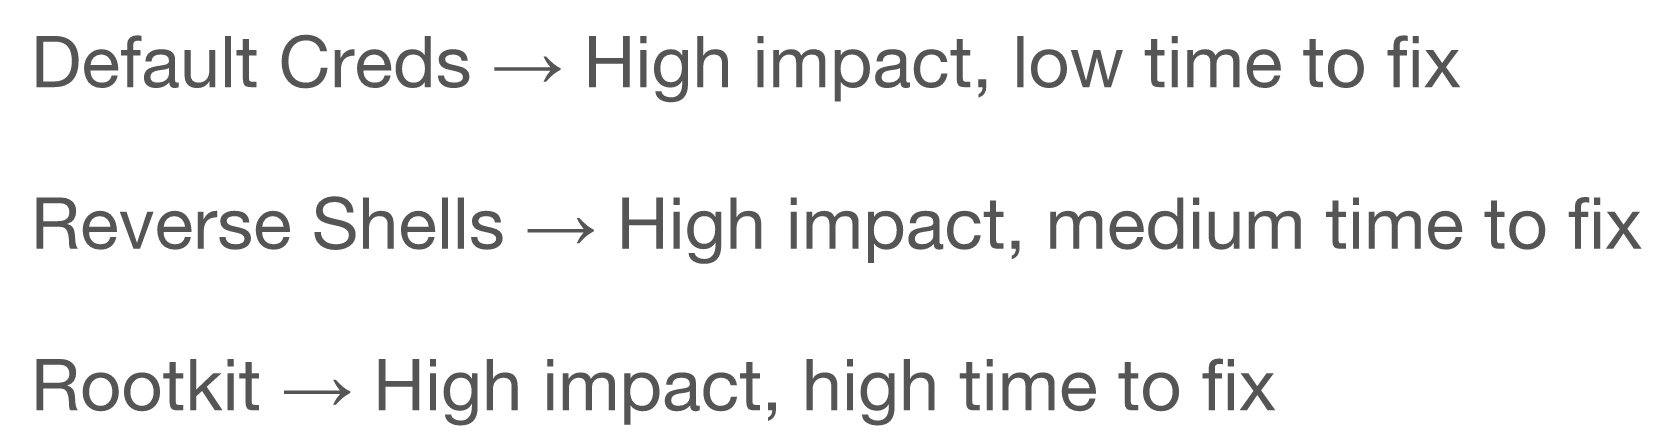 Default Creds → High impact, low time to fix
Reverse Shells → High impact, medium time to fix
Rootkit → High impact, high time to fix